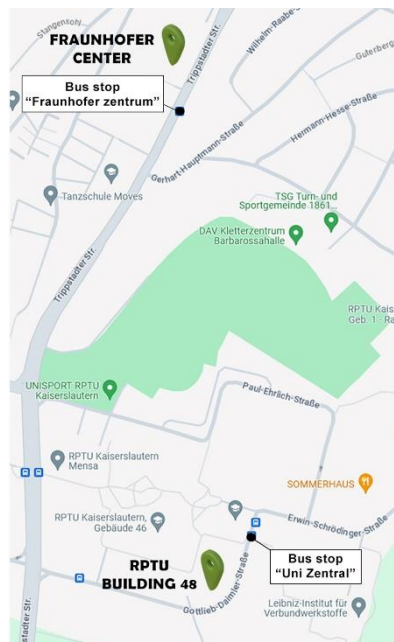 Stangensohl
FRAUNHOFER
CENTER
Trippstadter Str.
Wilhelm-Raabe-Straße
Bus stop
“Fraunhofer zentrum”
Hermann-Hesse-Straße
Gerhart-Hauptmann-Straße
Tanzschule Moves
TSG Turn- und
Sportgemeinde 1861...
DAV Kletterzentrum
Barbarossahalle
Trippstadter Str.
RPTU Kais
Geb. 1 - Ra
UNISPORT RPTU
Kaiserslautern
Paul-Ehrlich-Straße
RPTU Kaiserslautern
Mensa
SOMMERHAUS
RPTU Kaiserslautern,
Gebäude 46
Erwin-Schrödinger-Straße
RPTU
BUILDING 48
Bus stop
“Uni Zentral”
Gottlieb-Daimler-Straße
Leibniz-Institut für
Verbundwerkstoffe
Trippstadter Str.